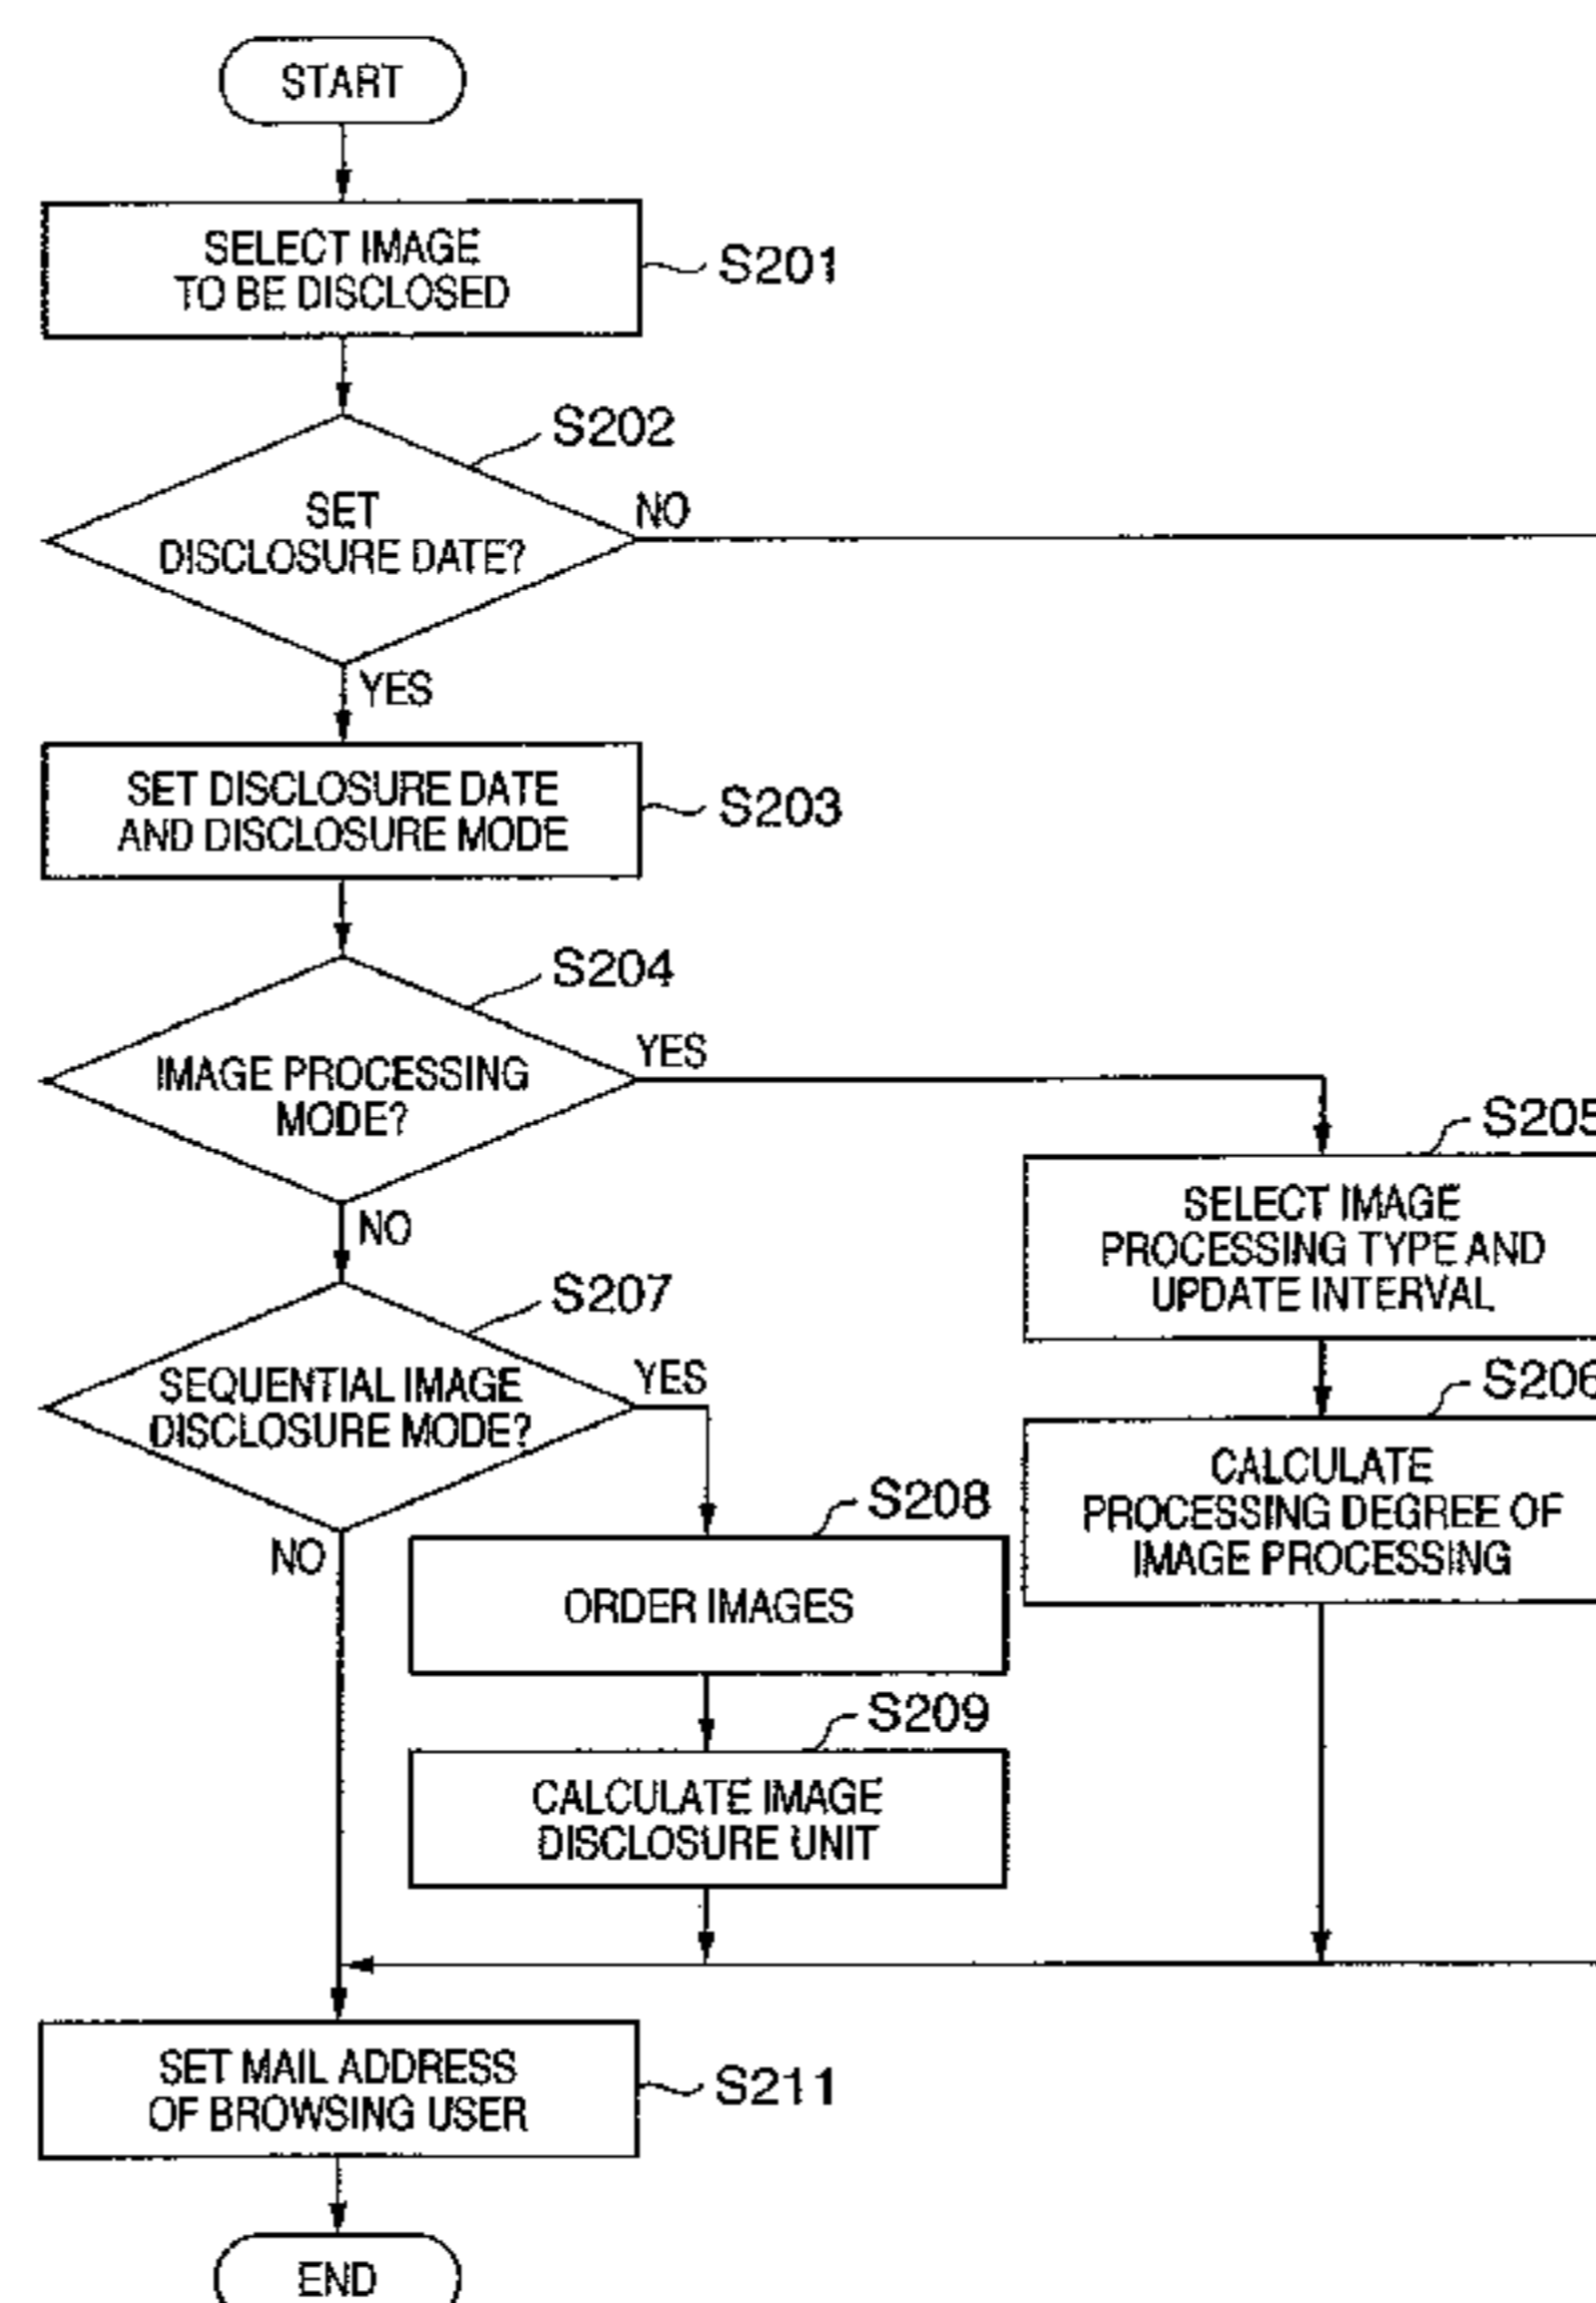 START
SELECT IMAGE
TO BE DISCLOSED
S201
S202
SET
DISCLOSURE DATE?
NO
YES
SET DISCLOSURE DATE
AND DISCLOSURE MODE
S203
S204
IMAGE PROCESSING
MODE?
YES
NO
S205
SELECT IMAGE
PROCESSING TYPE AND
UPDATE INTERVAL
S206
CALCULATE
PROCESSING DEGREE OF
IMAGE PROCESSING
S207
SEQUENTIAL IMAGE
DISCLOSURE MODE?
YES
NO
S208
ORDER IMAGES
S209
CALCULATE IMAGE
DISCLOSURE UNIT
SET MAIL ADDRESS
OF BROWSING USER
S211
END